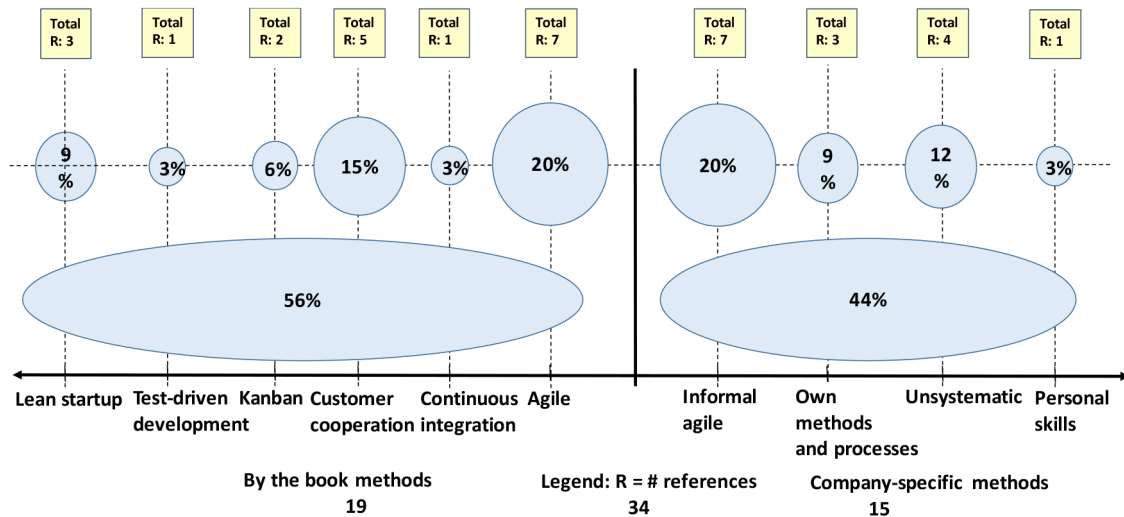 Total
R: 3
Total
R: 1
Total
R: 2
Total
R: 5
Total
R: 1
Total
R: 7
Total
R: 7
Total
R: 3
Total
R: 4
Total
R: 1
9
%
3%
6%
15%
3%
20%
20%
9
%
12
%
3%
56%
44%
Lean startup
Test-driven
development
Kanban
Customer
cooperation
Continuous
integration
Agile
Informal
agile
Own
methods
and processes
Unsystematic
Personal
skills
By the book methods
19
Legend: R = # references
34
Company-specific methods
15